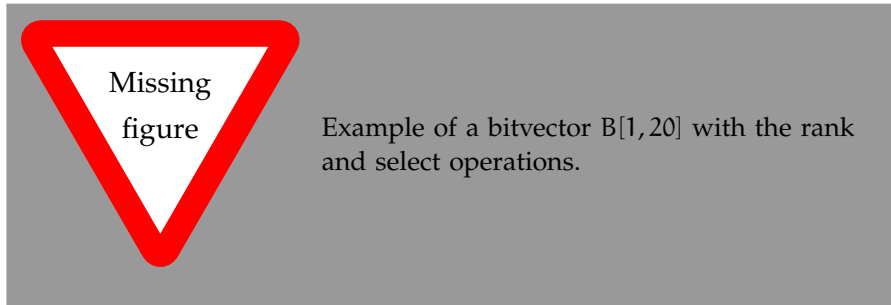 Missing
figure
Example of a bitvector B[1, 20] with the rank
and select operations.